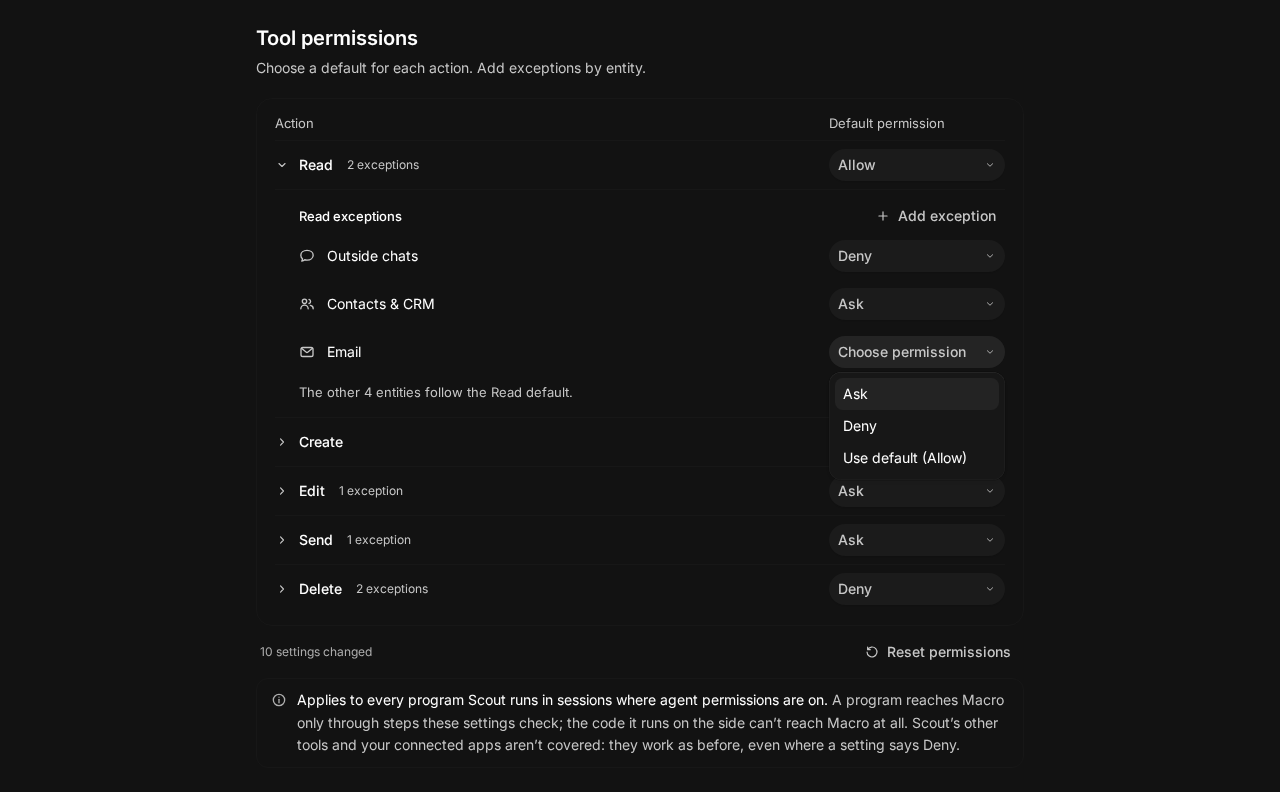 Tool permissions
Choose a default for each action. Add exceptions by entity.
Action Default permission
Read 2 exceptions Allow
Read exceptions Add exception
Outside chats Deny
Contacts & CRM Ask
Email Choose permission
Ask
The other 4 entities follow the Read default.
Deny
Create
Use default (Allow)
Edit 1 exception Ask
Send 1 exception Ask
Delete 2 exceptions Deny
10 settings changed Reset permissions
Applies to every program Scout runs in sessions where agent permissions are on. A program reaches Macro
only through steps these settings check; the code it runs on the side can’t reach Macro at all. Scout’s other
tools and your connected apps aren’t covered: they work as before, even where a setting says Deny.